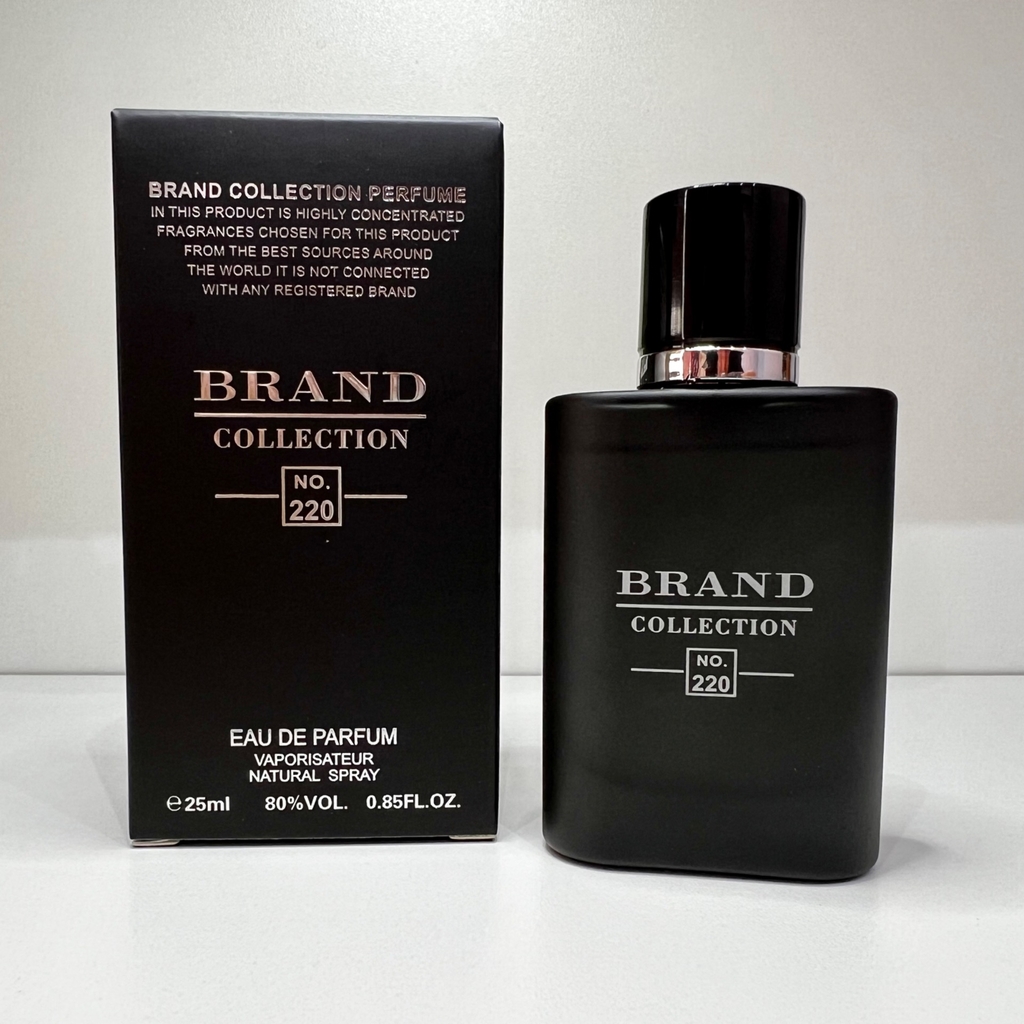 BRAND COLLECTION PERFUME
IN THIS PRODUCT IS HIGHLY CONCENTRATED
FRAGRANCES CHOSEN FOR THIS PRODUCT
FROM THE BEST SOURCES AROUND
THE WORLD IT IS NOT CONNECTED
WITH ANY REGISTERED BRAND
BRAND
COLLECTION
NO.
220
EAU DE PARFUM
VAPORISATEUR
NATURAL SPRAY
℮25ml 80%VOL. 0.85FL.OZ.
BRAND
COLLECTION
NO.
220